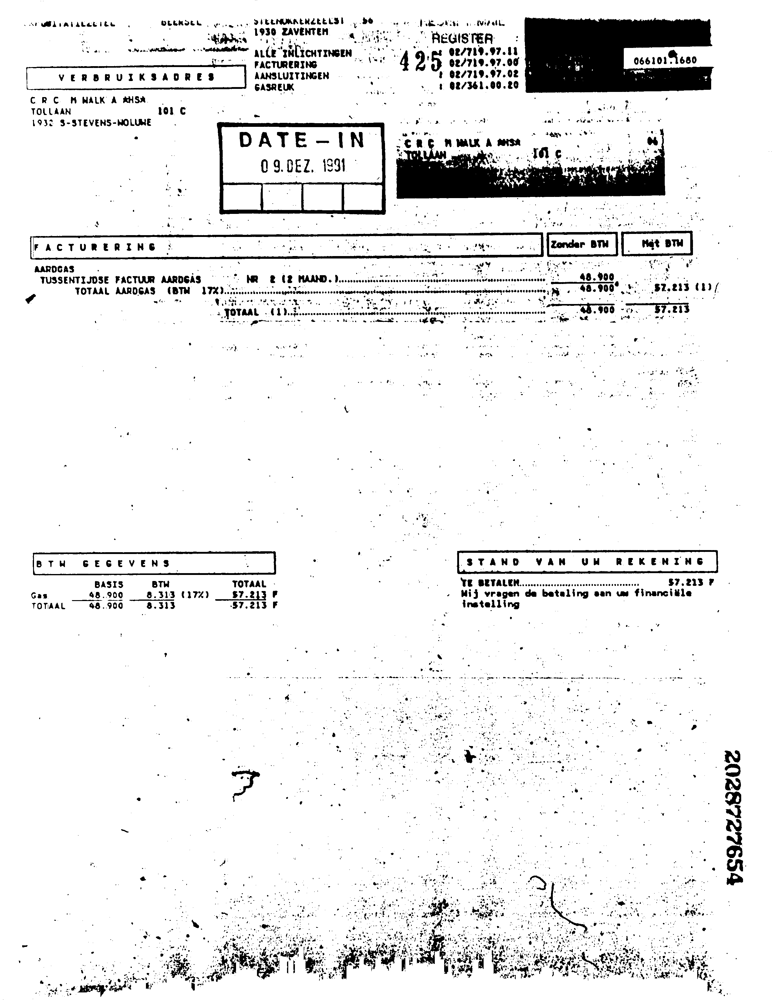 BEERSEL STEENOKKERZEELST 56
1930 ZAVENTEM
REGISTER
425
ALLE INLICHTINGEN 02/719.97.11
FACTURERING 02/719.97.00
AANSLUITINGEN : 02/719.97.02
GASREUK : 02/361.00.20
066101.1680
VERBRUIKSADRES
C R C M WALK A AHSA
TOLLAAN 101 C
1932 S-STEVENS-WOLUWE
DATE-IN
09. DEZ. 1991
C R C M WALK A AHSA 06
TOLLAAN 101 C
FACTURERING Zonder BTW Met BTW
AARDGAS
TUSSENTIJDSE FACTUUR AARDGAS NR 2 (2 MAAND.) 48.900
TOTAAL AARDGAS (BTW 17%) 48.900 57.213 (1)
TOTAAL (1) 48.900 57.213
BTW GEGEVENS
BASIS BTW TOTAAL
Gas 48.900 8.313 (17%) 57.213 F
TOTAAL 48.900 8.313 57.213 F
STAND VAN UW REKENING
TE BETALEN 57.213 F
Wij vragen de betaling aan uw financiële
instelling
2028727654